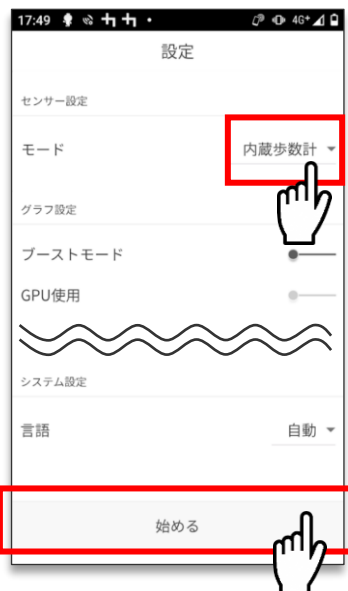 17:49 4G+
設定
センサー設定
モード 内蔵歩数計
グラフ設定
ブーストモード
GPU使用
システム設定
言語 自動
始める